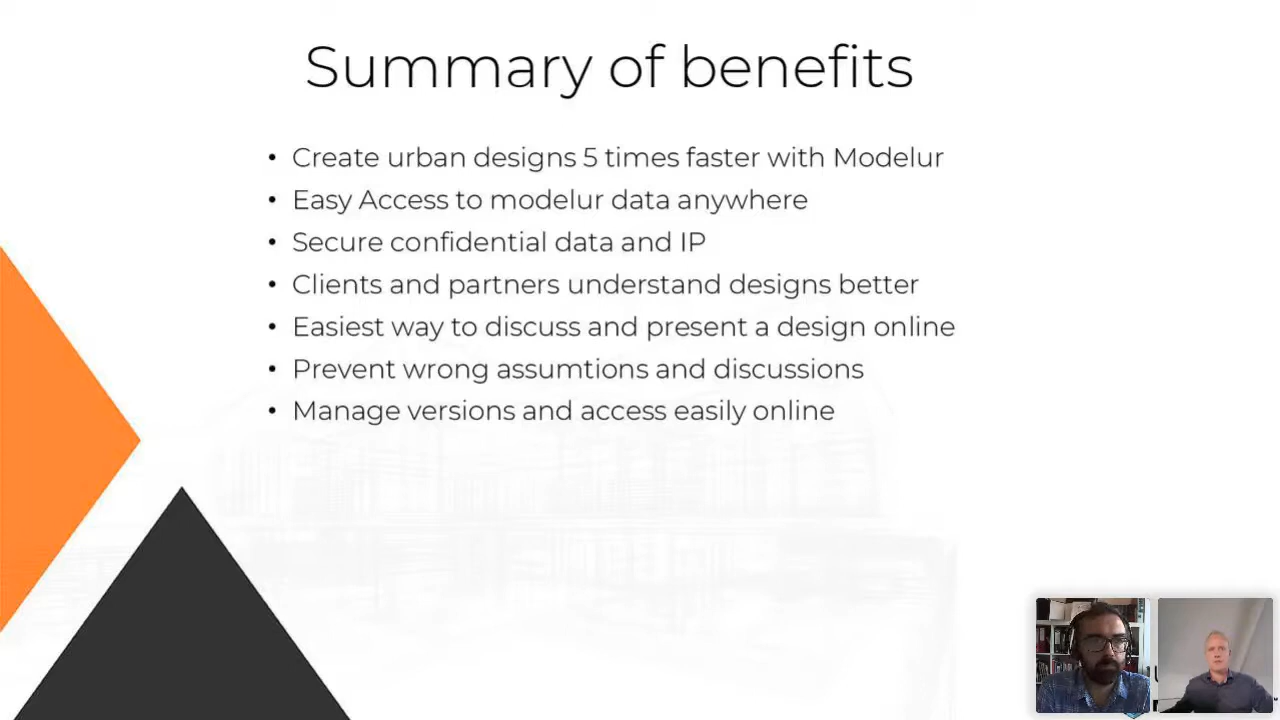 Summary of benefits
• Create urban designs 5 times faster with Modelur
• Easy Access to modelur data anywhere
• Secure confidential data and IP
• Clients and partners understand designs better
• Easiest way to discuss and present a design online
• Prevent wrong assumtions and discussions
• Manage versions and access easily online